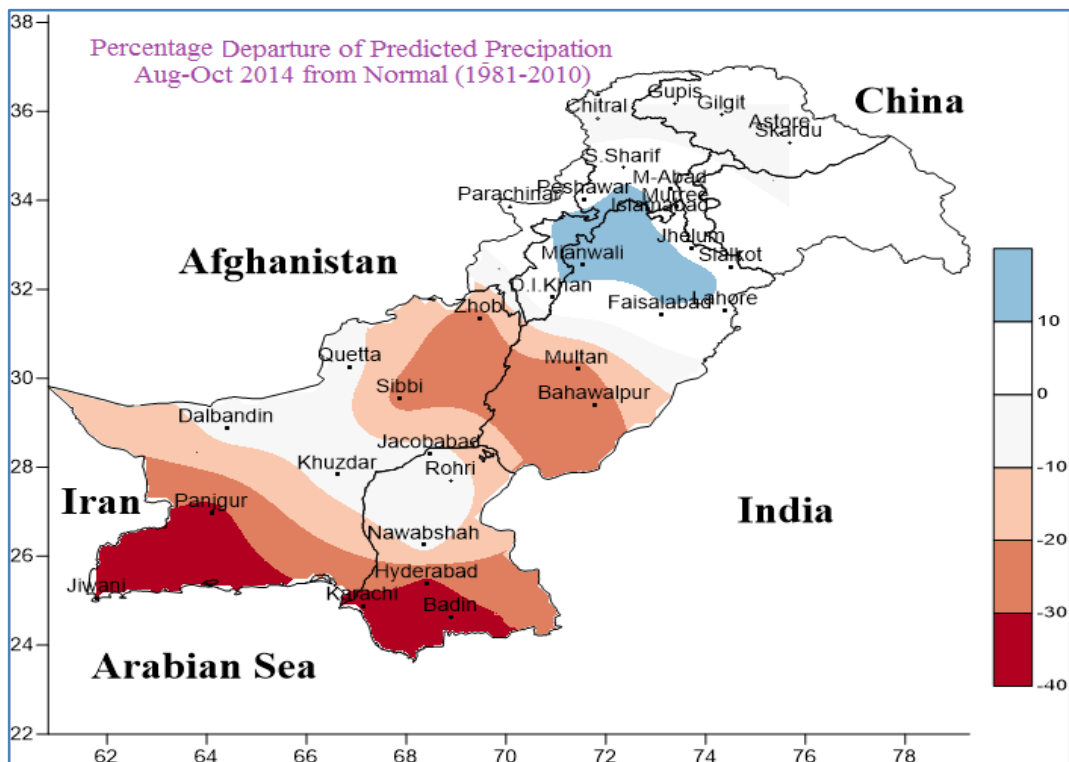 Percentage Departure of Predicted Precipation
Aug-Oct 2014 from Normal (1981-2010)
38
36
34
32
30
28
26
24
22
62
64
66
68
70
72
74
76
78
China
Afghanistan
Iran
India
Arabian Sea
Gupis
Gilgit
Chitral
Astore
Skardu
S.Sharif
M-Abad
Peshawar
Murree
Parachinar
Islamabad
Jhelum
Mianwali
Sialkot
D.I.Khan
Lahore
Faisalabad
Zhob
Quetta
Multan
Sibbi
Bahawalpur
Dalbandin
Jacobabad
Khuzdar
Rohri
Panjgur
Nawabshah
Hyderabad
Jiwani
Karachi
Badin
10
0
-10
-20
-30
-40